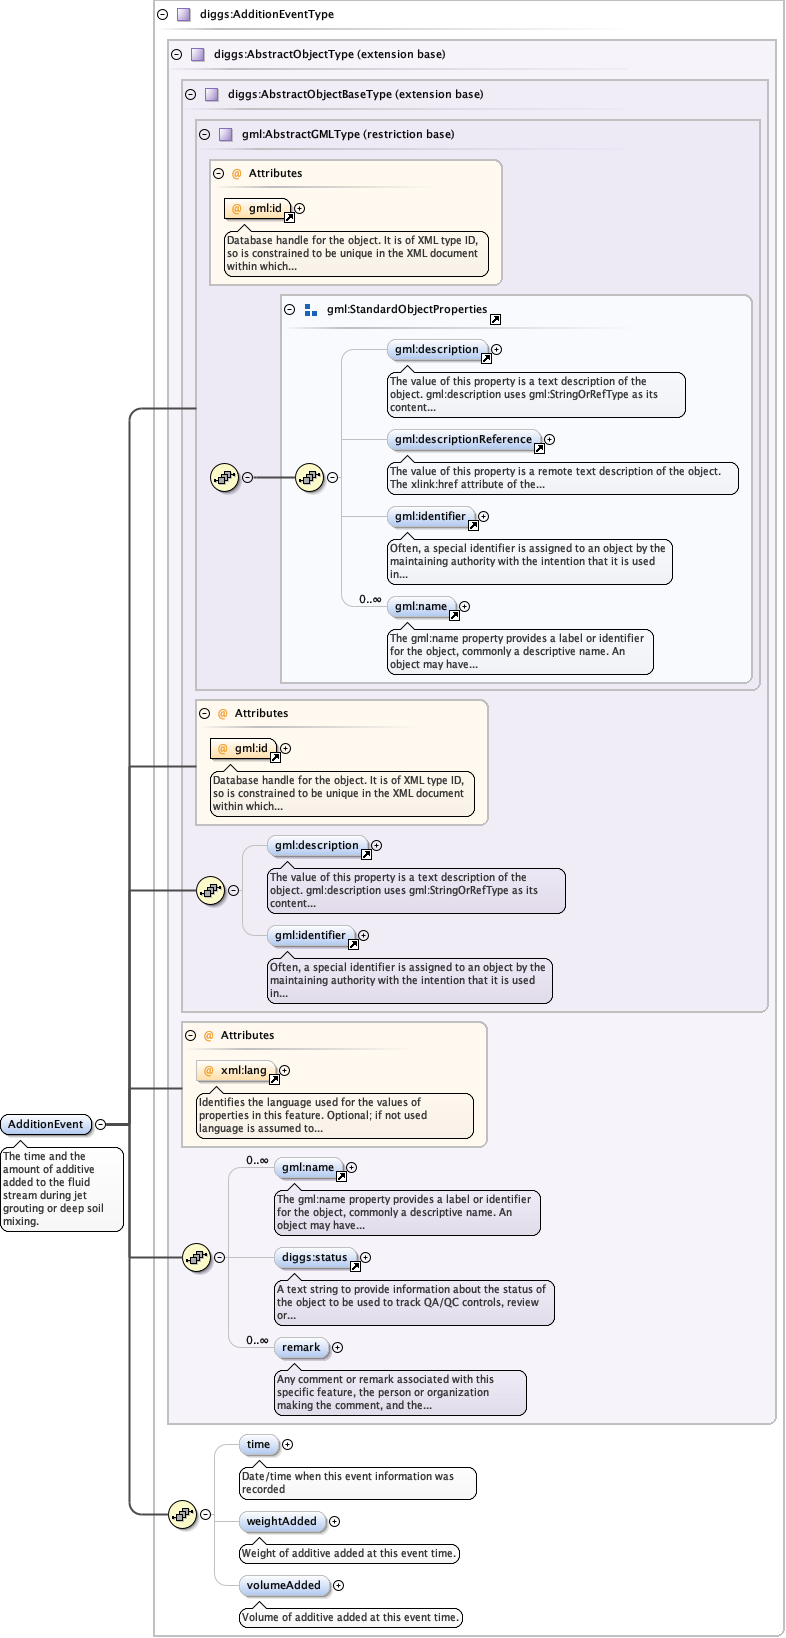 diggs:AdditionEventType
diggs:AbstractObjectType (extension base)
diggs:AbstractObjectBaseType (extension base)
gml:AbstractGMLType (restriction base)
@ Attributes
@ gml:id
Database handle for the object. It is of XML type ID,
so is constrained to be unique in the XML document
within which...
gml:StandardObjectProperties
gml:description
The value of this property is a text description of the
object. gml:description uses gml:StringOrRefType as its
content...
gml:descriptionReference
The value of this property is a remote text description of the object.
The xlink:href attribute of the...
gml:identifier
Often, a special identifier is assigned to an object by the
maintaining authority with the intention that it is used
in...
0..∞
gml:name
The gml:name property provides a label or identifier
for the object, commonly a descriptive name. An
object may have...
@ Attributes
@ gml:id
Database handle for the object. It is of XML type ID,
so is constrained to be unique in the XML document
within which...
gml:description
The value of this property is a text description of the
object. gml:description uses gml:StringOrRefType as its
content...
gml:identifier
Often, a special identifier is assigned to an object by the
maintaining authority with the intention that it is used
in...
@ Attributes
@ xml:lang
Identifies the language used for the values of
properties in this feature. Optional; if not used
language is assumed to...
AdditionEvent
The time and the
amount of additive
added to the fluid
stream during jet
grouting or deep soil
mixing.
0..∞
gml:name
The gml:name property provides a label or identifier
for the object, commonly a descriptive name. An
object may have...
diggs:status
A text string to provide information about the status of
the object to be used to track QA/QC controls, review
or...
0..∞
remark
Any comment or remark associated with this
specific feature, the person or organization
making the comment, and the...
time
Date/time when this event information was
recorded
weightAdded
Weight of additive added at this event time.
volumeAdded
Volume of additive added at this event time.